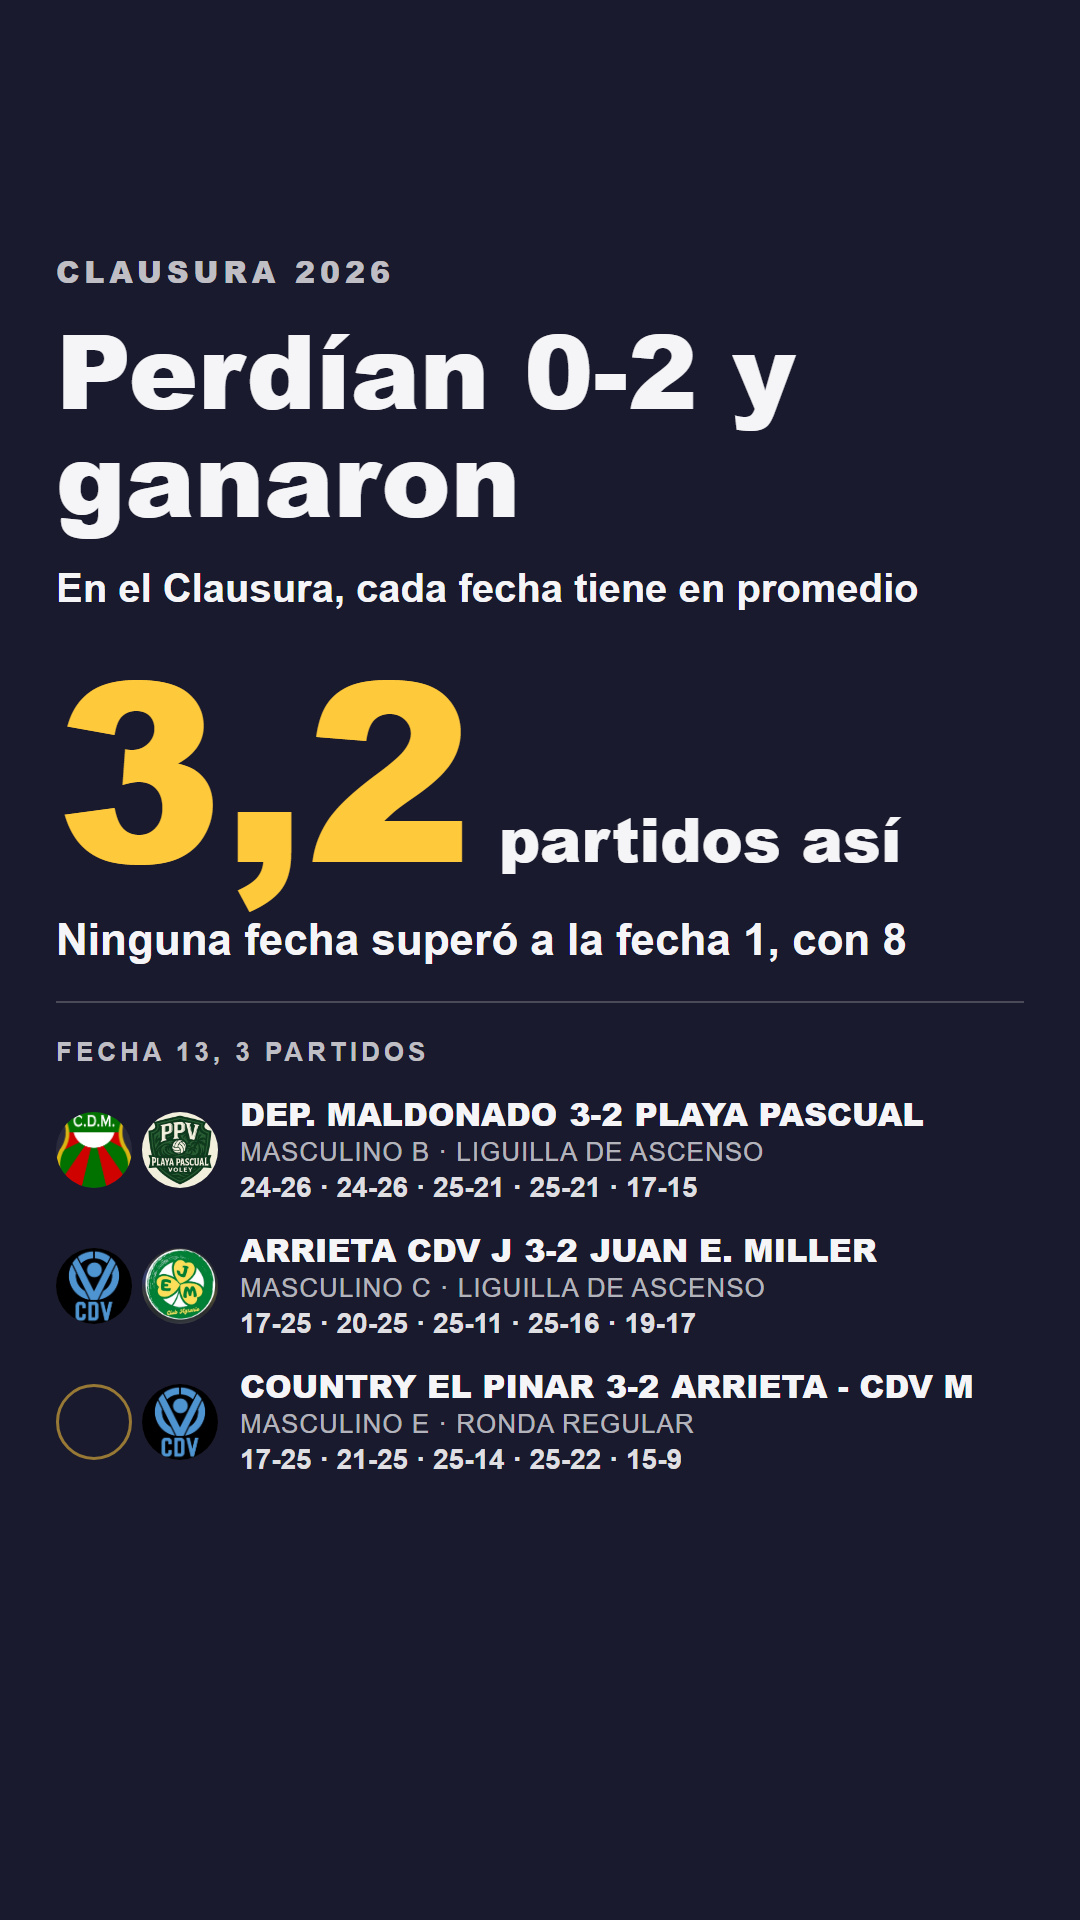 CLAUSURA 2026
Perdían 0-2 y
ganaron
En el Clausura, cada fecha tiene en promedio
3,2 partidos así
Ninguna fecha superó a la fecha 1, con 8
FECHA 13, 3 PARTIDOS
C.D.M.
PPV
PLAYA PASCUAL
VOLEY
DEP. MALDONADO 3-2 PLAYA PASCUAL
MASCULINO B · LIGUILLA DE ASCENSO
24-26 · 24-26 · 25-21 · 25-21 · 17-15
CDV
J
E
M
ARRIETA CDV J 3-2 JUAN E. MILLER
MASCULINO C · LIGUILLA DE ASCENSO
17-25 · 20-25 · 25-11 · 25-16 · 19-17
CDV
COUNTRY EL PINAR 3-2 ARRIETA - CDV M
MASCULINO E · RONDA REGULAR
17-25 · 21-25 · 25-14 · 25-22 · 15-9